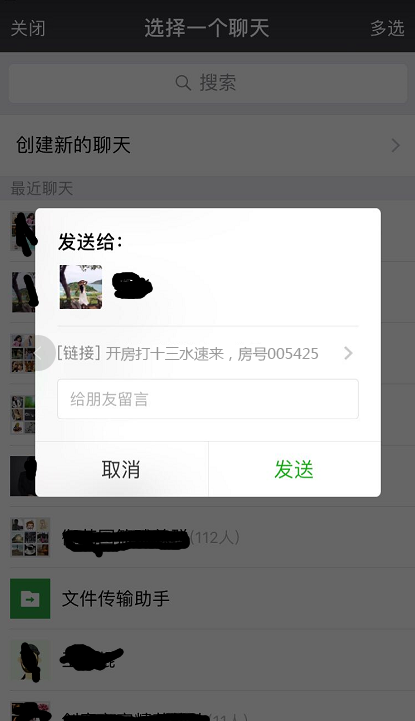 关闭 选择一个聊天 多选
搜索
创建新的聊天
最近聊天
发送给：
[链接] 开房打十三水速来，房号005425
给朋友留言
取消 发送
(112人)
文件传输助手
(11人)